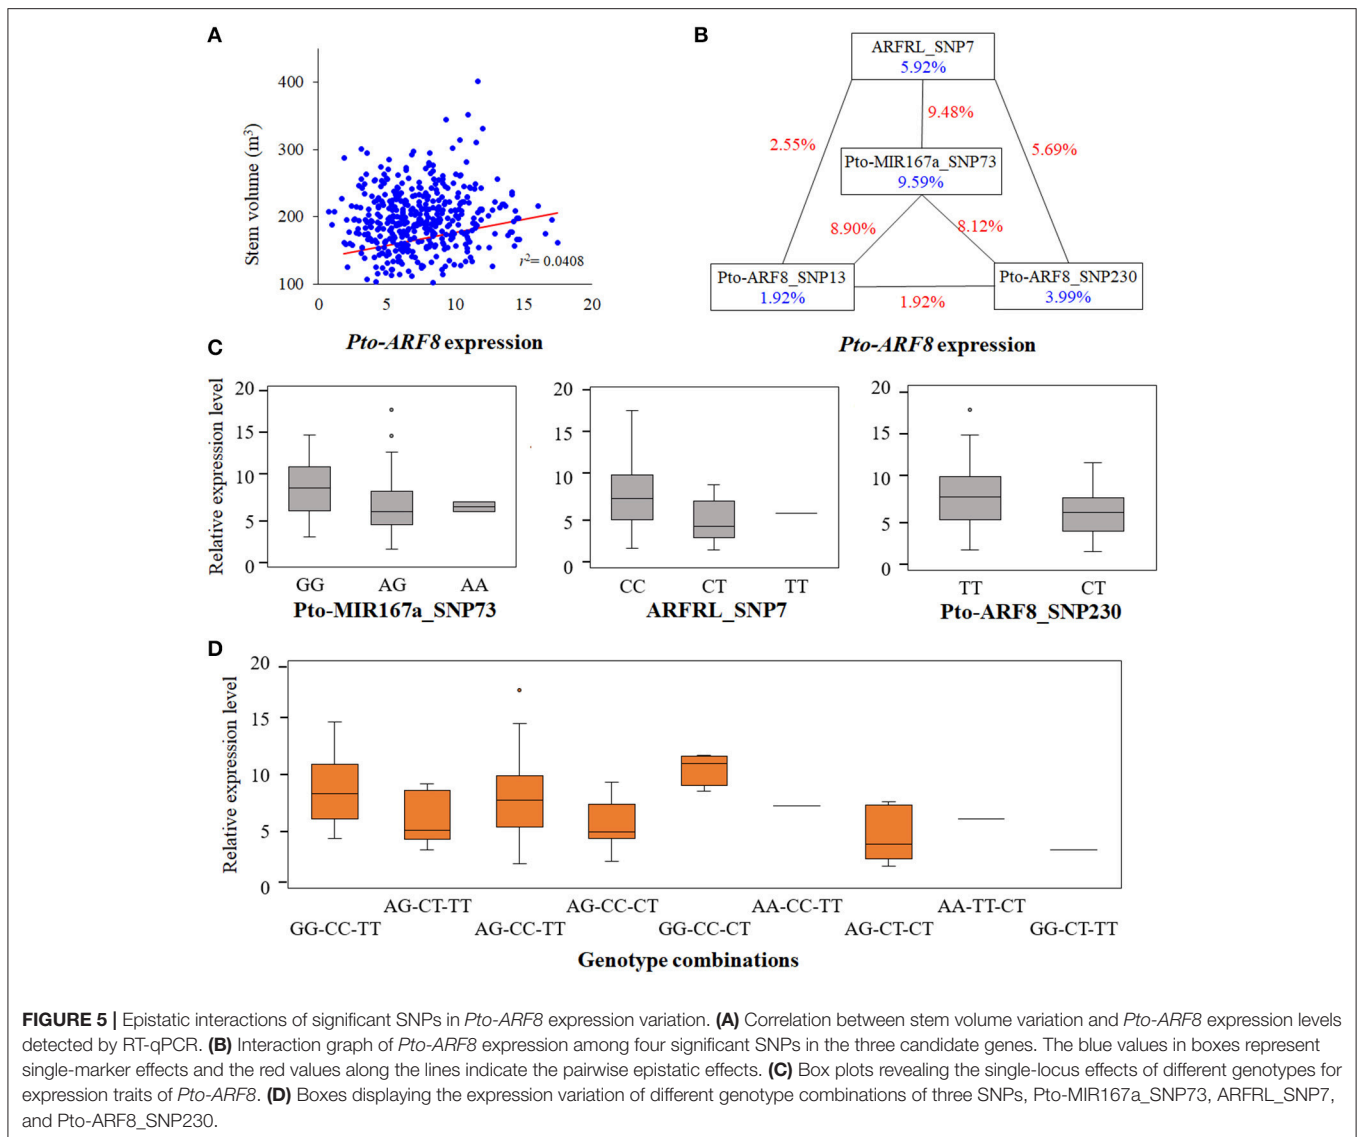 A
Stem volume (m³)
400
300
200
100
0 5 10 15 20
r²= 0.0408
Pto-ARF8 expression
B
ARFRL_SNP7
5.92%
9.48%
2.55%
5.69%
Pto-MIR167a_SNP73
9.59%
8.90%
8.12%
Pto-ARF8_SNP13
1.92%
1.92%
Pto-ARF8_SNP230
3.99%
Pto-ARF8 expression
C
Relative expression level
20
15
10
5
0
GG AG AA
Pto-MIR167a_SNP73
20
15
10
5
0
CC CT TT
ARFRL_SNP7
20
15
10
5
0
TT CT
Pto-ARF8_SNP230
D
Relative expression level
20
15
10
5
0
AG-CT-TT AG-CC-CT AA-CC-TT AA-TT-CT
GG-CC-TT AG-CC-TT GG-CC-CT AG-CT-CT GG-CT-TT
Genotype combinations
FIGURE 5 | Epistatic interactions of significant SNPs in Pto-ARF8 expression variation. (A) Correlation between stem volume variation and Pto-ARF8 expression levels
detected by RT-qPCR. (B) Interaction graph of Pto-ARF8 expression among four significant SNPs in the three candidate genes. The blue values in boxes represent
single-marker effects and the red values along the lines indicate the pairwise epistatic effects. (C) Box plots revealing the single-locus effects of different genotypes for
expression traits of Pto-ARF8. (D) Boxes displaying the expression variation of different genotype combinations of three SNPs, Pto-MIR167a_SNP73, ARFRL_SNP7,
and Pto-ARF8_SNP230.